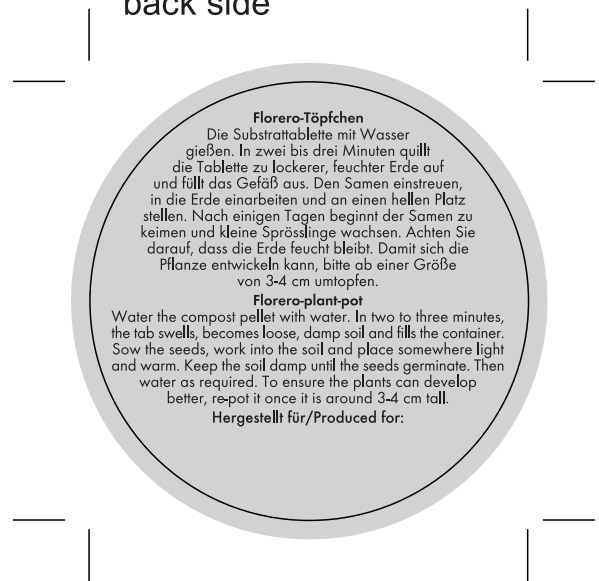 back side
Florero-Töpfchen
Die Substrattablette mit Wasser
gießen. In zwei bis drei Minuten quillt
die Tablette zu lockerer, feuchter Erde auf
und füllt das Gefäß aus. Den Samen einstreuen,
in die Erde einarbeiten und an einen hellen Platz
stellen. Nach einigen Tagen beginnt der Samen zu
keimen und kleine Sprösslinge wachsen. Achten Sie
darauf, dass die Erde feucht bleibt. Damit sich die
Pflanze entwickeln kann, bitte ab einer Größe
von 3-4 cm umtopfen.
Florero-plant-pot
Water the compost pellet with water. In two to three minutes,
the tab swells, becomes loose, damp soil and fills the container.
Sow the seeds, work into the soil and place somewhere light
and warm. Keep the soil damp until the seeds germinate. Then
water as required. To ensure the plants can develop
better, re-pot it once it is around 3-4 cm tall.
Hergestellt für/Produced for: